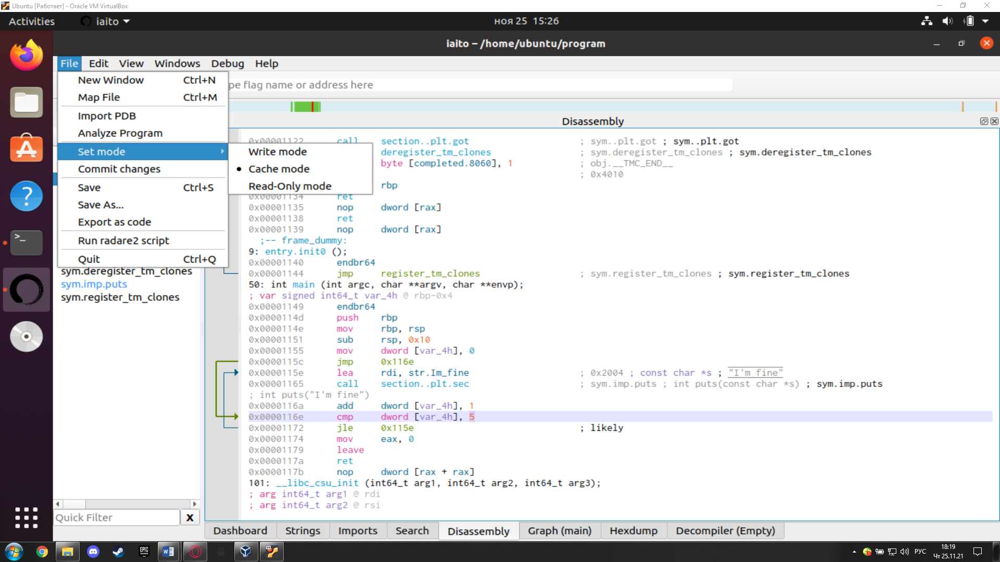 Ubuntu [Работает] - Oracle VM VirtualBox
Activities
iaito
ноя 25 15:26
iaito – /home/ubuntu/program
File Edit View Windows Debug Help
New Window Ctrl+N
Map File Ctrl+M
Import PDB
Analyze Program
Set mode
Commit changes
Save Ctrl+S
Save As...
Export as code
Run radare2 script
Quit Ctrl+Q
Write mode
Cache mode
Read-Only mode
pe flag name or address here
Disassembly
0x00001122 call section..plt.got ; sym..plt.got ; sym..plt.got
deregister_tm_clones ; sym.deregister_tm_clones ; sym.deregister_tm_clones
byte [completed.8060], 1 ; obj.__TMC_END__
; 0x4010
rbp
0x00001134 ret
0x00001135 nop dword [rax]
0x00001138 ret
0x00001139 nop dword [rax]
;-- frame_dummy:
9: entry.init0 ();
0x00001140 endbr64
0x00001144 jmp register_tm_clones ; sym.register_tm_clones ; sym.register_tm_clones
50: int main (int argc, char **argv, char **envp);
; var signed int64_t var_4h @ rbp-0x4
0x00001149 endbr64
0x0000114d push rbp
0x0000114e mov rbp, rsp
0x00001151 sub rsp, 0x10
0x00001155 mov dword [var_4h], 0
0x0000115c jmp 0x116e
0x0000115e lea rdi, str.Im_fine ; 0x2004 ; const char *s ; "I'm fine"
0x00001165 call section..plt.sec ; sym.imp.puts ; int puts(const char *s) ; sym.imp.puts
; int puts("I'm fine")
0x0000116a add dword [var_4h], 1
0x0000116e cmp dword [var_4h], 5
0x00001172 jle 0x115e ; likely
0x00001174 mov eax, 0
0x00001179 leave
0x0000117a ret
0x0000117b nop dword [rax + rax]
101: __libc_csu_init (int64_t arg1, int64_t arg2, int64_t arg3);
; arg int64_t arg1 @ rdi
; arg int64_t arg2 @ rsi
sym.deregister_tm_clones
sym.imp.puts
sym.register_tm_clones
Quick Filter
X
Dashboard Strings Imports Search Disassembly Graph (main) Hexdump Decompiler (Empty)
EPIC
GAMES
РУС
18:19
Чт 25.11.21